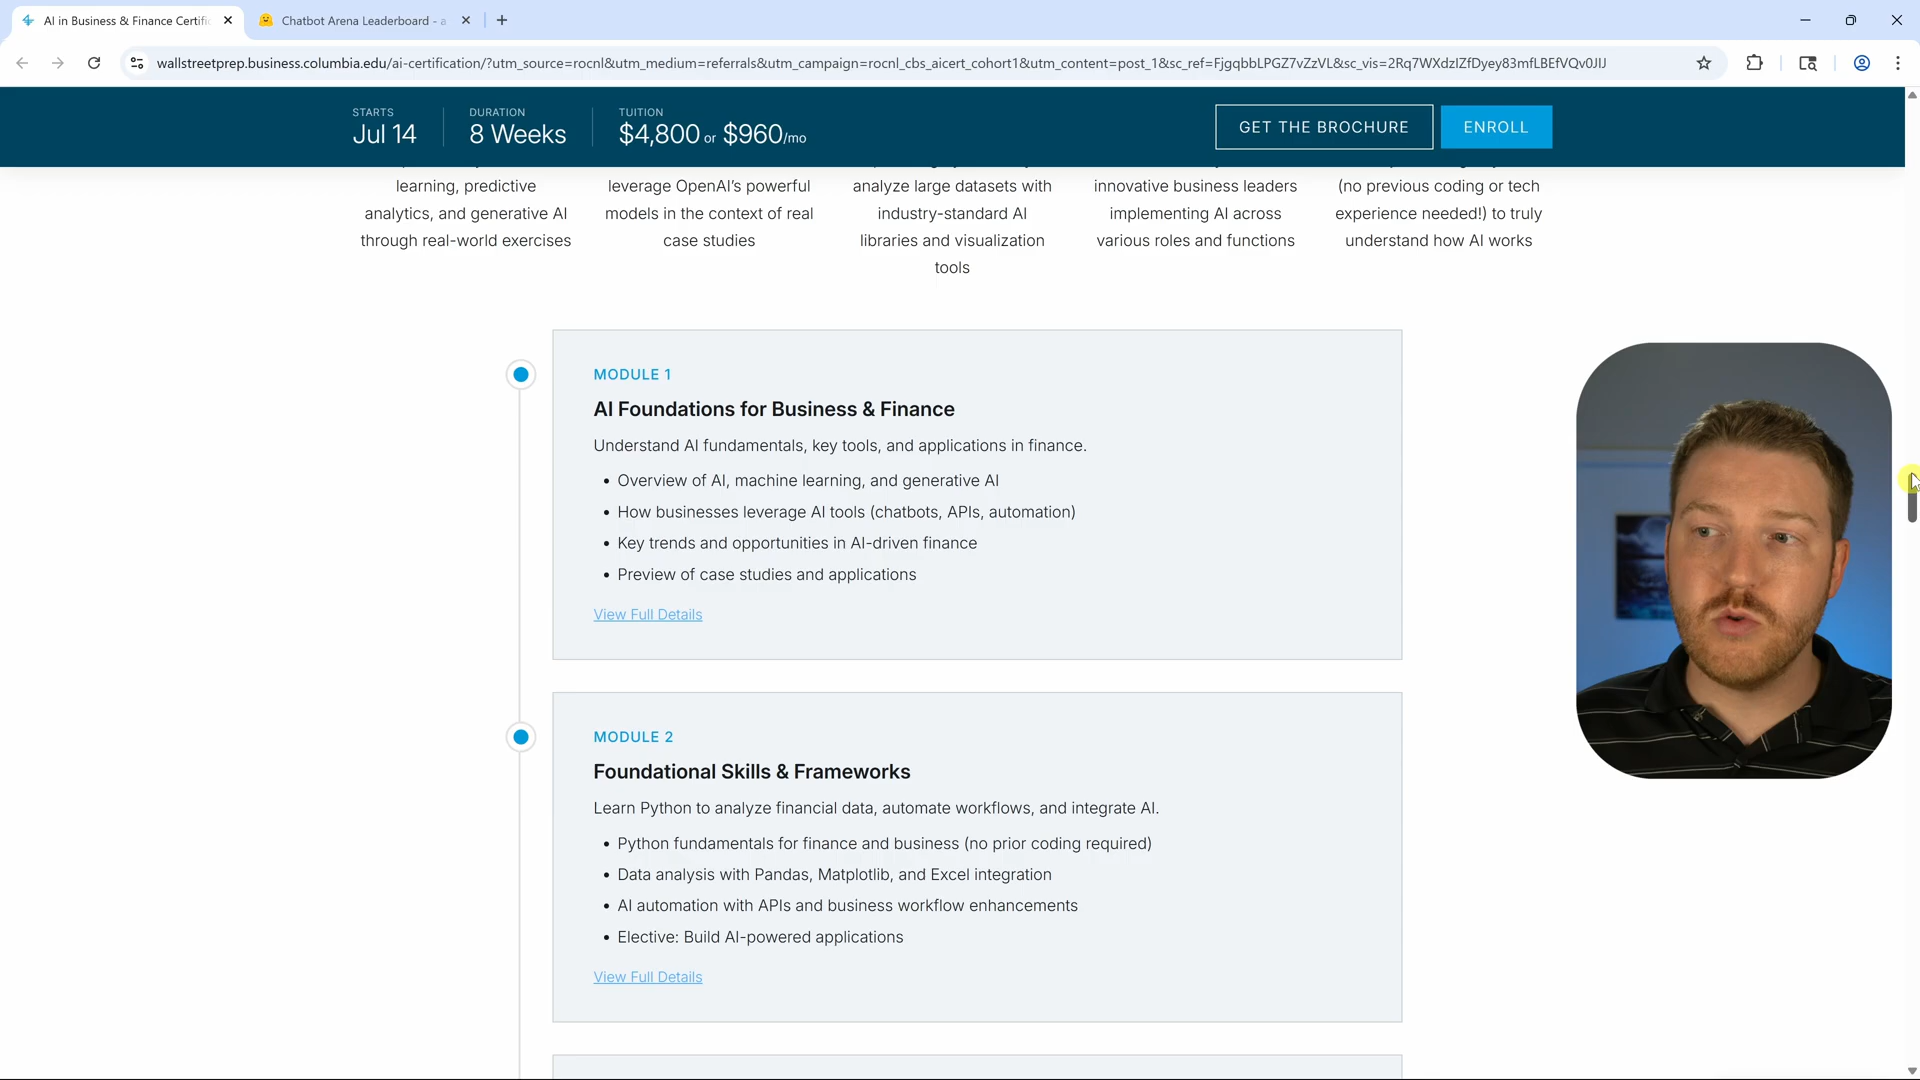 AI in Business & Finance Certific
Chatbot Arena Leaderboard - a
wallstreetprep.business.columbia.edu/ai-certification/?utm_source=rocnl&utm_medium=referrals&utm_campaign=rocnl_cbs_aicert_cohort1&utm_content=post_1&sc_ref=FjgqbbLPGZ7vZzVL&sc_vis=2Rq7WXdzIZfDyey83mfLBEfVQv0JIJ
STARTS
Jul 14
DURATION
8 Weeks
TUITION
$4,800 or $960/mo
GET THE BROCHURE
ENROLL
learning, predictive
analytics, and generative AI
through real-world exercises
leverage OpenAI's powerful
models in the context of real
case studies
analyze large datasets with
industry-standard AI
libraries and visualization
tools
innovative business leaders
implementing AI across
various roles and functions
(no previous coding or tech
experience needed!) to truly
understand how AI works
MODULE 1
AI Foundations for Business & Finance
Understand AI fundamentals, key tools, and applications in finance.
• Overview of AI, machine learning, and generative AI
• How businesses leverage AI tools (chatbots, APIs, automation)
• Key trends and opportunities in AI-driven finance
• Preview of case studies and applications
View Full Details
MODULE 2
Foundational Skills & Frameworks
Learn Python to analyze financial data, automate workflows, and integrate AI.
• Python fundamentals for finance and business (no prior coding required)
• Data analysis with Pandas, Matplotlib, and Excel integration
• AI automation with APIs and business workflow enhancements
• Elective: Build AI-powered applications
View Full Details